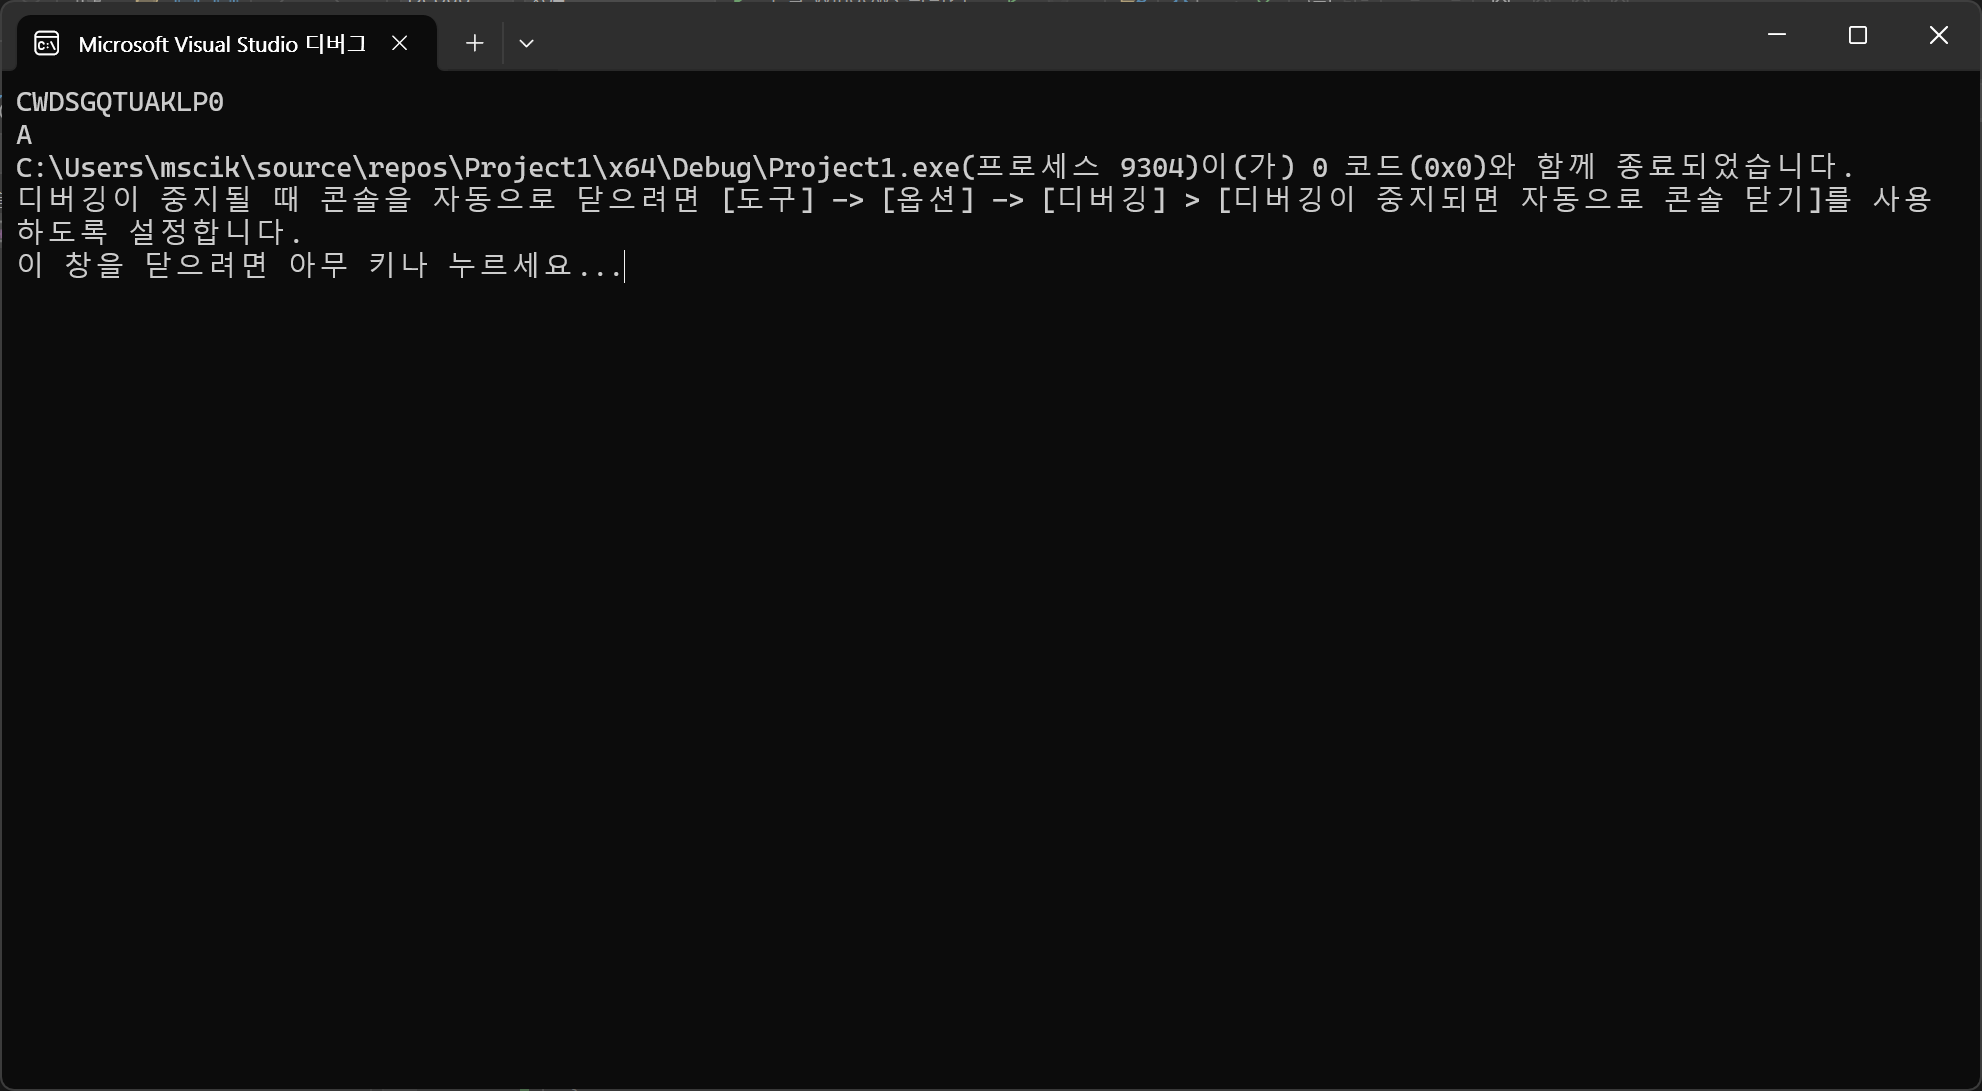 Microsoft Visual Studio 디버그
CWDSGQTUAKLP0
A
C:\Users\mscik\source\repos\Project1\x64\Debug\Project1.exe(프로세스 9304)이(가) 0 코드(0x0)와 함께 종료되었습니다.
디버깅이 중지될 때 콘솔을 자동으로 닫으려면 [도구] -> [옵션] -> [디버깅] > [디버깅이 중지되면 자동으로 콘솔 닫기]를 사용
하도록 설정합니다.
이 창을 닫으려면 아무 키나 누르세요...